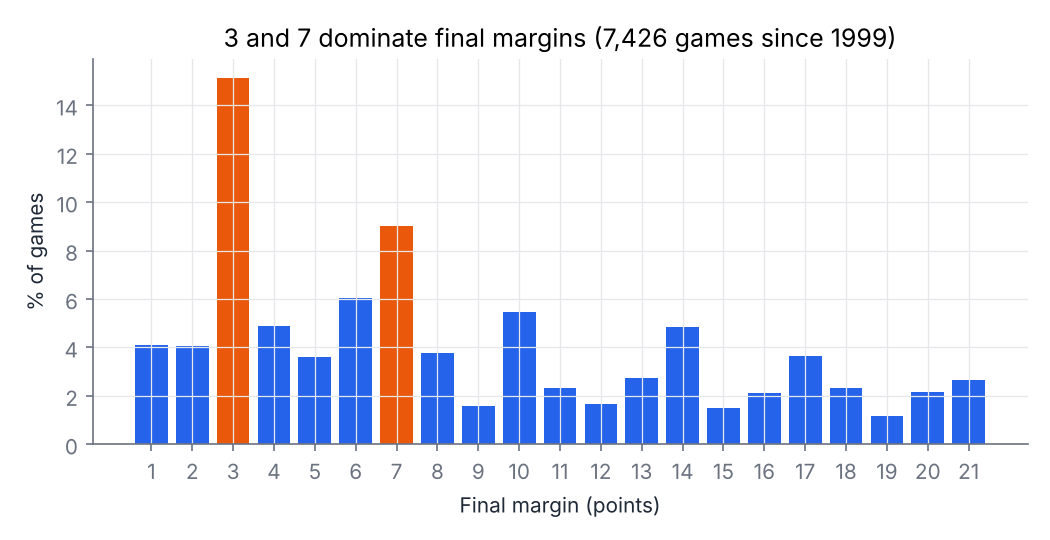 3 and 7 dominate final margins (7,426 games since 1999)
% of games
14
12
10
8
6
4
2
0
1 2 3 4 5 6 7 8 9 10 11 12 13 14 15 16 17 18 19 20 21
Final margin (points)